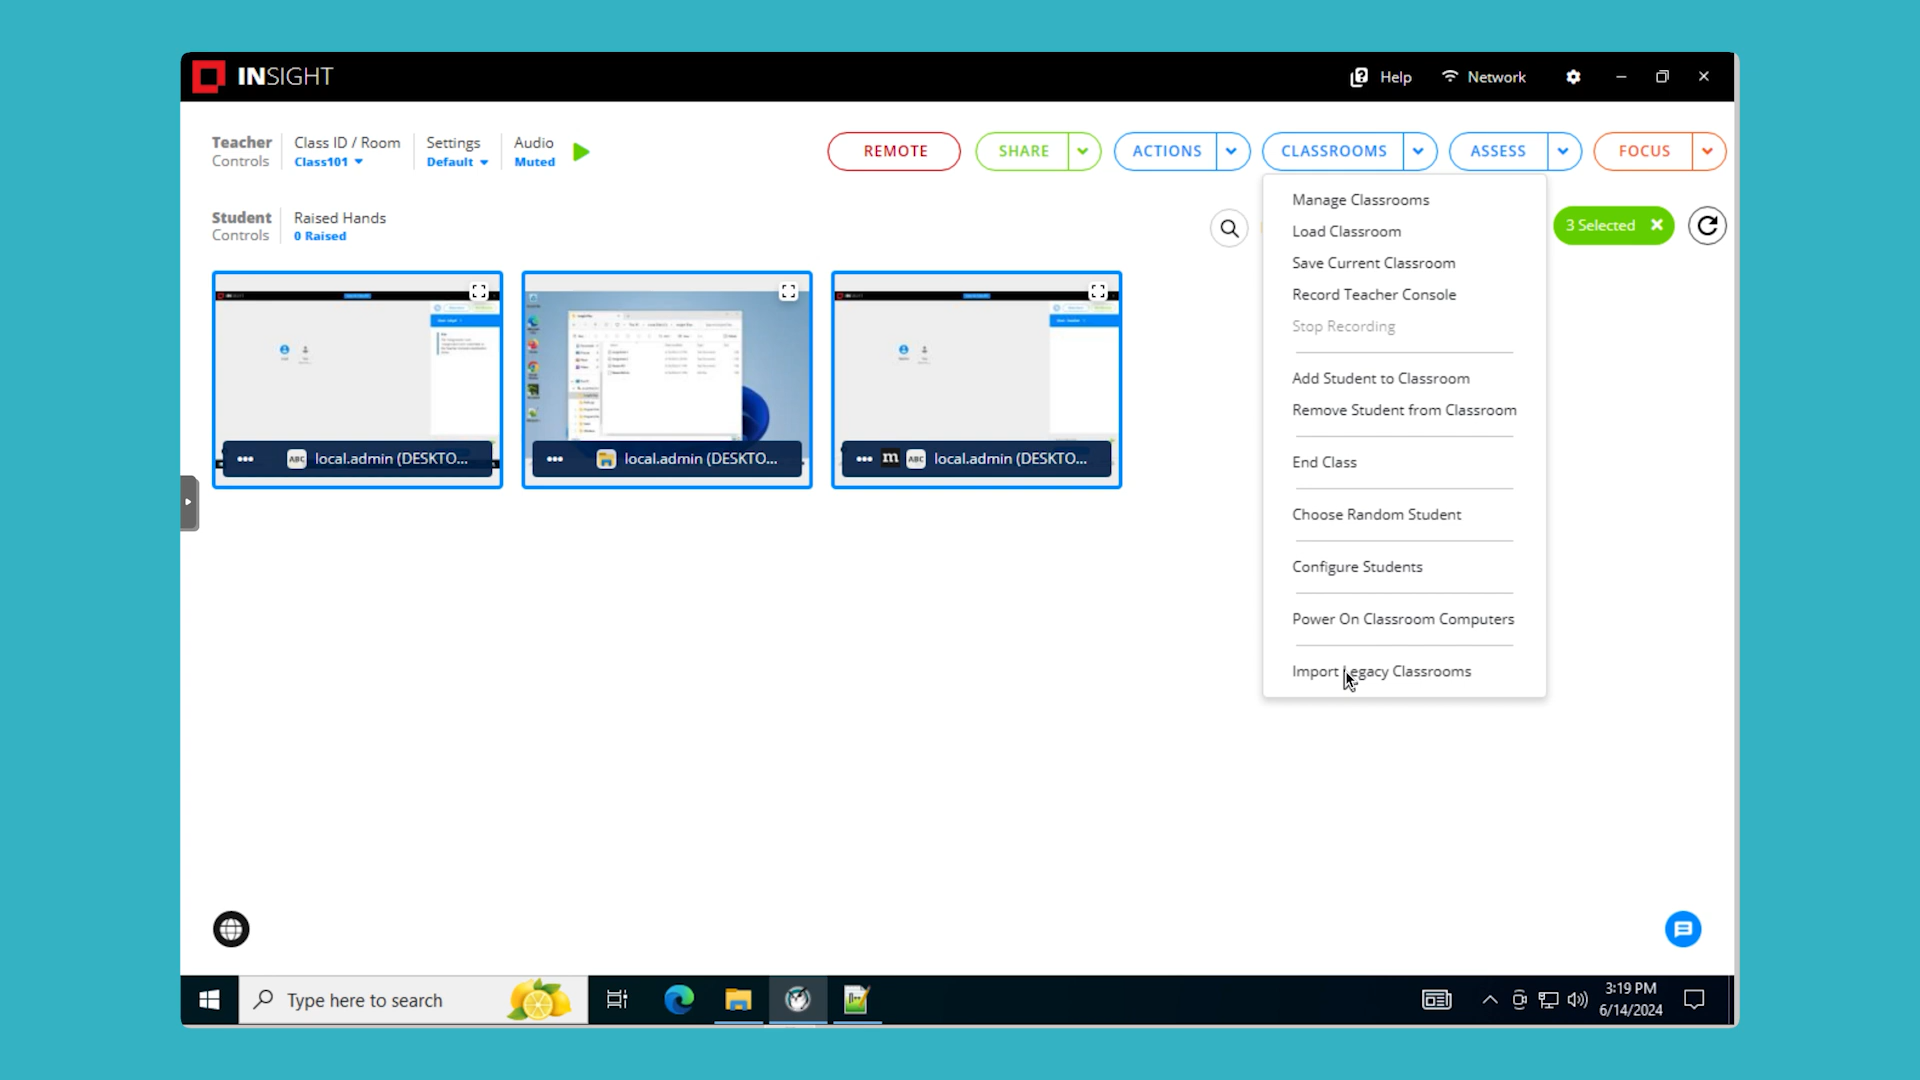 INSIGHT
Help
Network
Teacher
Controls
Class ID / Room
Class101
Settings
Default
Audio
Muted
REMOTE
SHARE
ACTIONS
CLASSROOMS
ASSESS
FOCUS
Student
Controls
Raised Hands
0 Raised
3 Selected
Manage Classrooms
Load Classroom
Save Current Classroom
Record Teacher Console
Stop Recording
Add Student to Classroom
Remove Student from Classroom
End Class
Choose Random Student
Configure Students
Power On Classroom Computers
Import Legacy Classrooms
ABC local.admin (DESKTO...
local.admin (DESKTO...
m ABC local.admin (DESKTO...
Type here to search
3:19 PM
6/14/2024